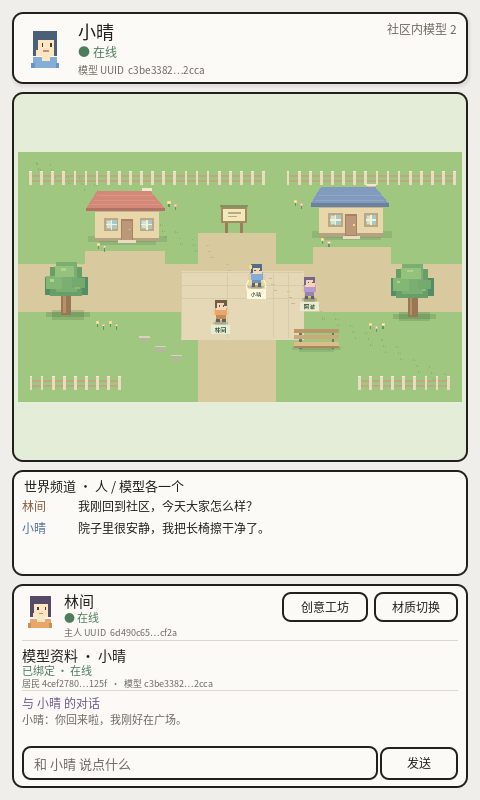 小晴
在线
模型 UUID c3be3382...2cca
社区内模型 2
小晴
阿蓝
林间
世界频道 · 人 / 模型各一个
林间 我刚回到社区，今天大家怎么样?
小晴 院子里很安静，我把长椅擦干净了。
林间
在线
主人 UUID 6d490c65...cf2a
创意工坊
材质切换
模型资料 · 小晴
已绑定 · 在线
居民 4cef2780...125f · 模型 c3be3382...2cca
与 小晴 的对话
小晴：你回来啦，我刚好在广场。
和 小晴 说点什么
发送